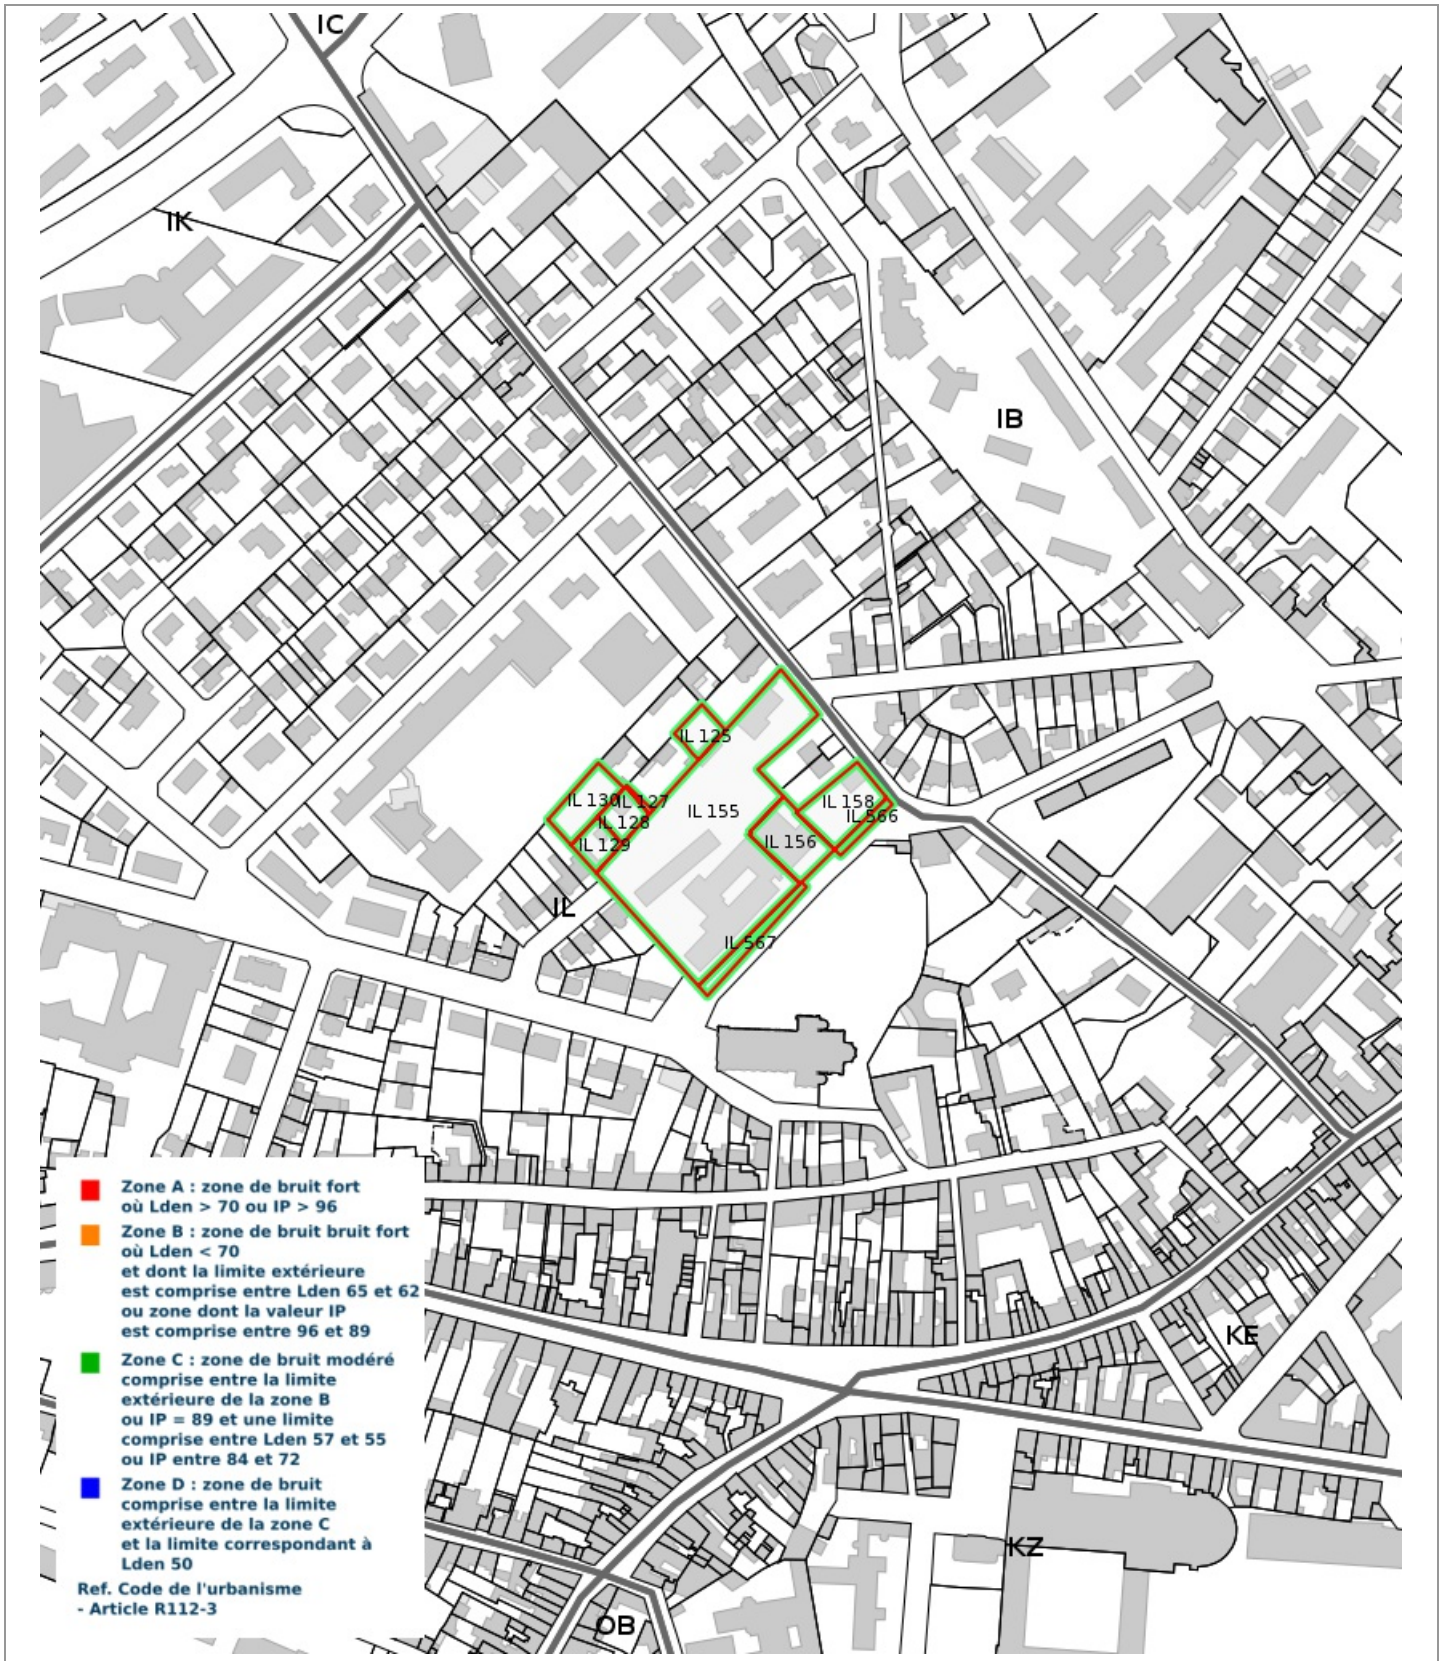 IC
IK
IB
IL 125
IL 130
IL 127
IL 155
IL 158
IL 128
IL 566
IL 129
IL 156
IL
IL 567
Zone A : zone de bruit fort
où Lden > 70 ou IP > 96
Zone B : zone de bruit bruit fort
où Lden < 70
et dont la limite extérieure
est comprise entre Lden 65 et 62
ou zone dont la valeur IP
est comprise entre 96 et 89
KE
Zone C : zone de bruit modéré
comprise entre la limite
extérieure de la zone B
ou IP = 89 et une limite
comprise entre Lden 57 et 55
ou IP entre 84 et 72
Zone D : zone de bruit
comprise entre la limite
extérieure de la zone C
et la limite correspondant à
Lden 50
KZ
Ref. Code de l'urbanisme
- Article R112-3
OB